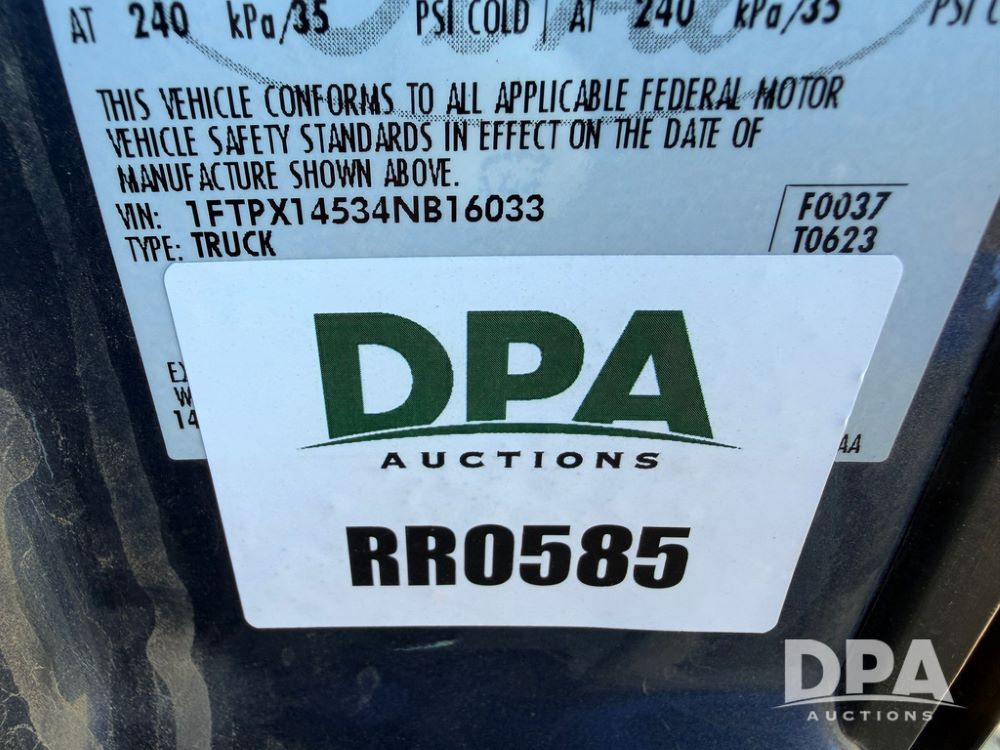 AT 240 kPa/35 PSI COLD | AT 240 kPa/35 PSI
THIS VEHICLE CONFORMS TO ALL APPLICABLE FEDERAL MOTOR
VEHICLE SAFETY STANDARDS IN EFFECT ON THE DATE OF
MANUFACTURE SHOWN ABOVE.
VIN: 1FTPX14534NB16033
F0037
TYPE: TRUCK
T0623
DPA
AUCTIONS
RR0585
DPA
AUCTIONS